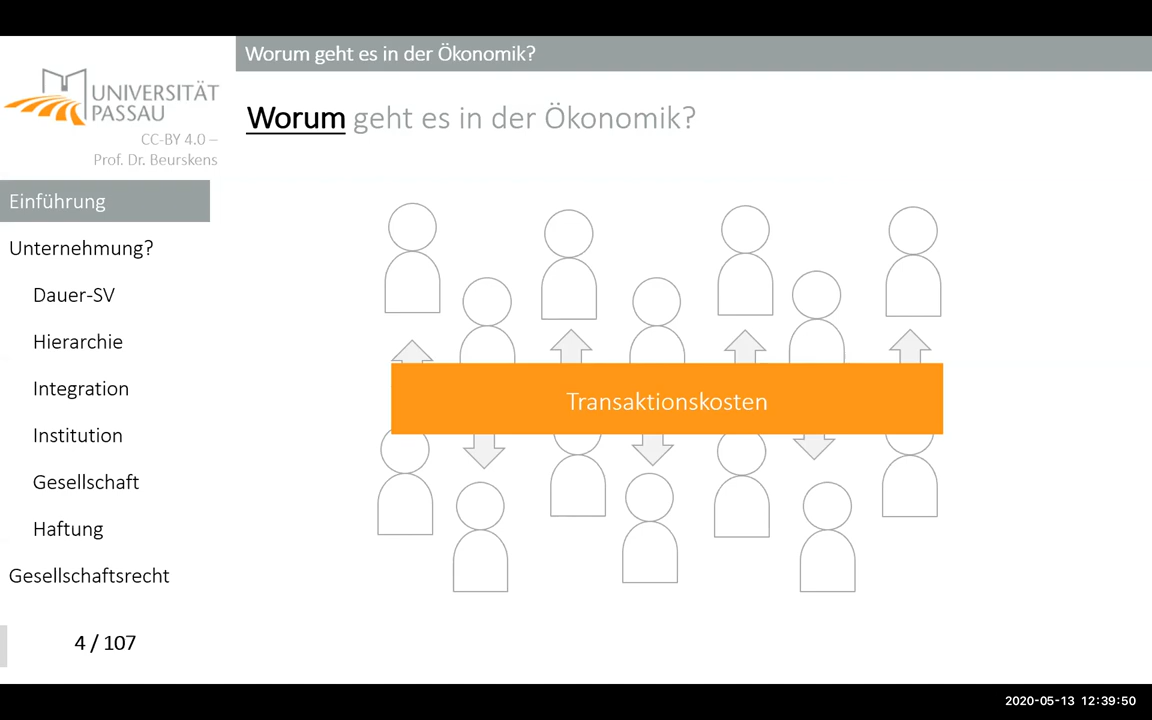 Worum geht es in der Ökonomik?
UNIVERSITÄT
PASSAU
CC-BY 4.0 –
Prof. Dr. Beurskens
Worum geht es in der Ökonomik?
Einführung
Unternehmung?
Dauer-SV
Hierarchie
Integration
Institution
Gesellschaft
Haftung
Gesellschaftsrecht
4 / 107
Transaktionskosten
2020-05-13 12:39:50